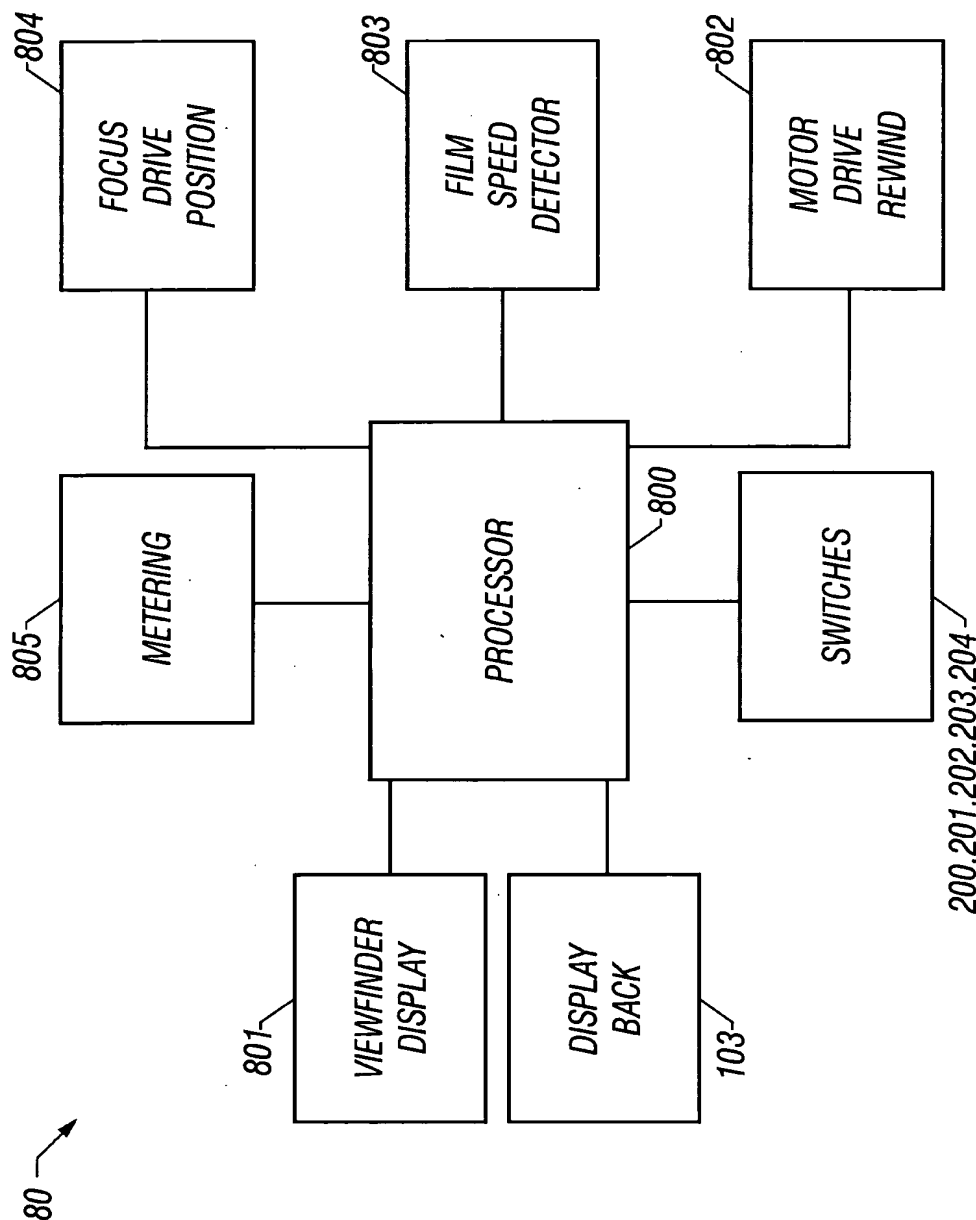 80
805
METERING
804
FOCUS
DRIVE
POSITION
801
VIEWFINDER
DISPLAY
PROCESSOR
800
803
FILM
SPEED
DETECTOR
DISPLAY
BACK
103
SWITCHES
200.201.202.203.204
802
MOTOR
DRIVE
REWIND